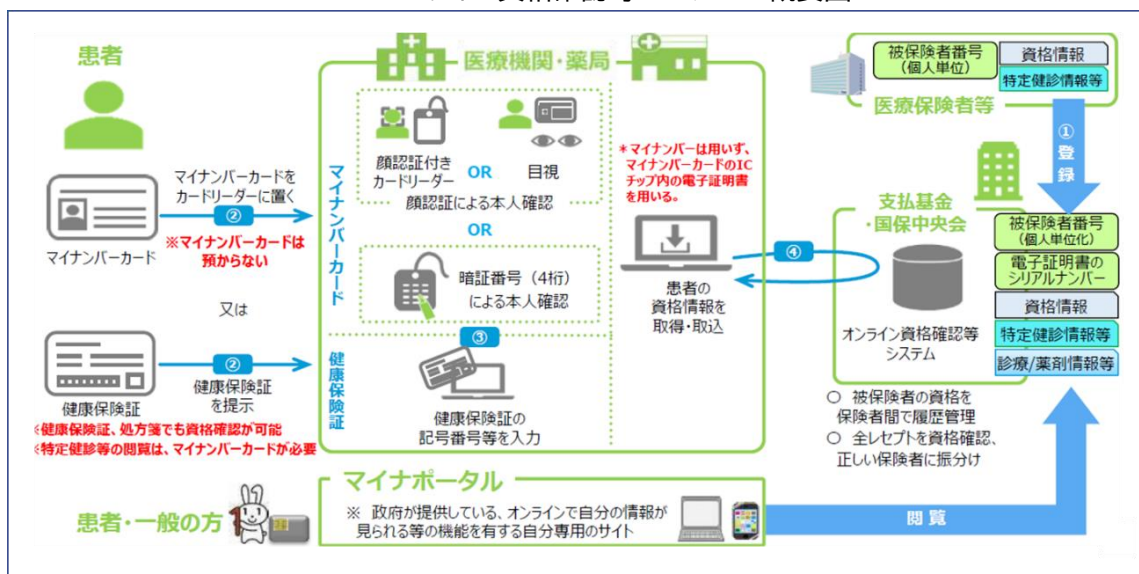 患者
マイナンバーカード
マイナンバーカードを
カードリーダーに置く
②
※マイナンバーカードは
預からない
又は
健康保険証
②
健康保険証
を提示
※健康保険証、処方箋でも資格確認が可能
※特定健診等の閲覧は、マイナンバーカードが必要
医療機関・薬局
マイナンバーカード
顔認証付き
カードリーダー
OR
目視
顔認証による本人確認
OR
暗証番号（4桁）
による本人確認
③
健康保険証
健康保険証の
記号番号等を入力
＊マイナンバーは用いず、
マイナンバーカードのIC
チップ内の電子証明書
を用いる。
患者の
資格情報を
取得・取込
④
被保険者番号
（個人単位）
資格情報
特定健診情報等
医療保険者等
①登録
支払基金
・国保中央会
オンライン資格確認等
システム
被保険者番号
（個人単位化）
電子証明書の
シリアルナンバー
資格情報
特定健診情報等
診療/薬剤情報等
○ 被保険者の資格を
保険者間で履歴管理
○ 全レセプトを資格確認、
正しい保険者に振分け
患者・一般の方
マイナポータル
※ 政府が提供している、オンラインで自分の情報が
見られる等の機能を有する自分専用のサイト
閲覧